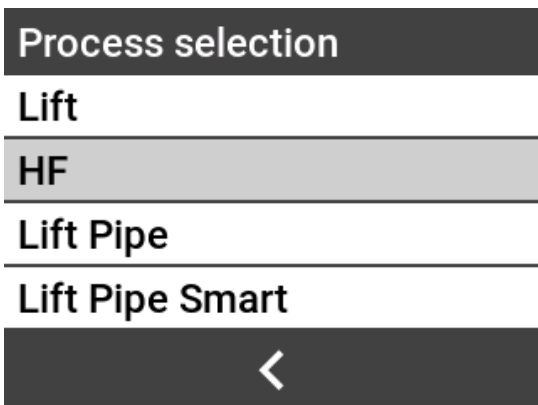 Process selection
Lift
HF
Lift Pipe
Lift Pipe Smart